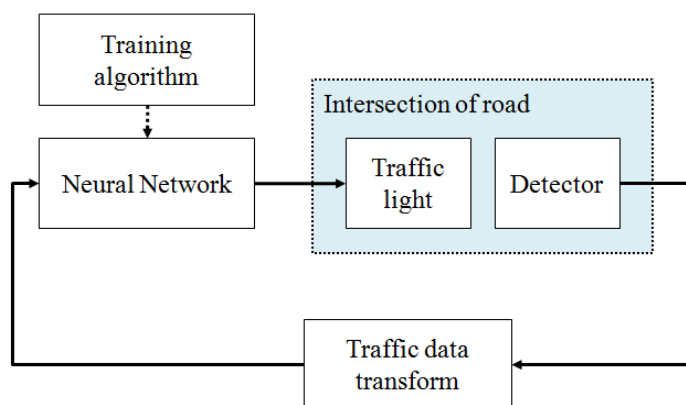 Training
algorithm
Intersection of road
Neural Network
Traffic
light
Detector
Traffic data
transform